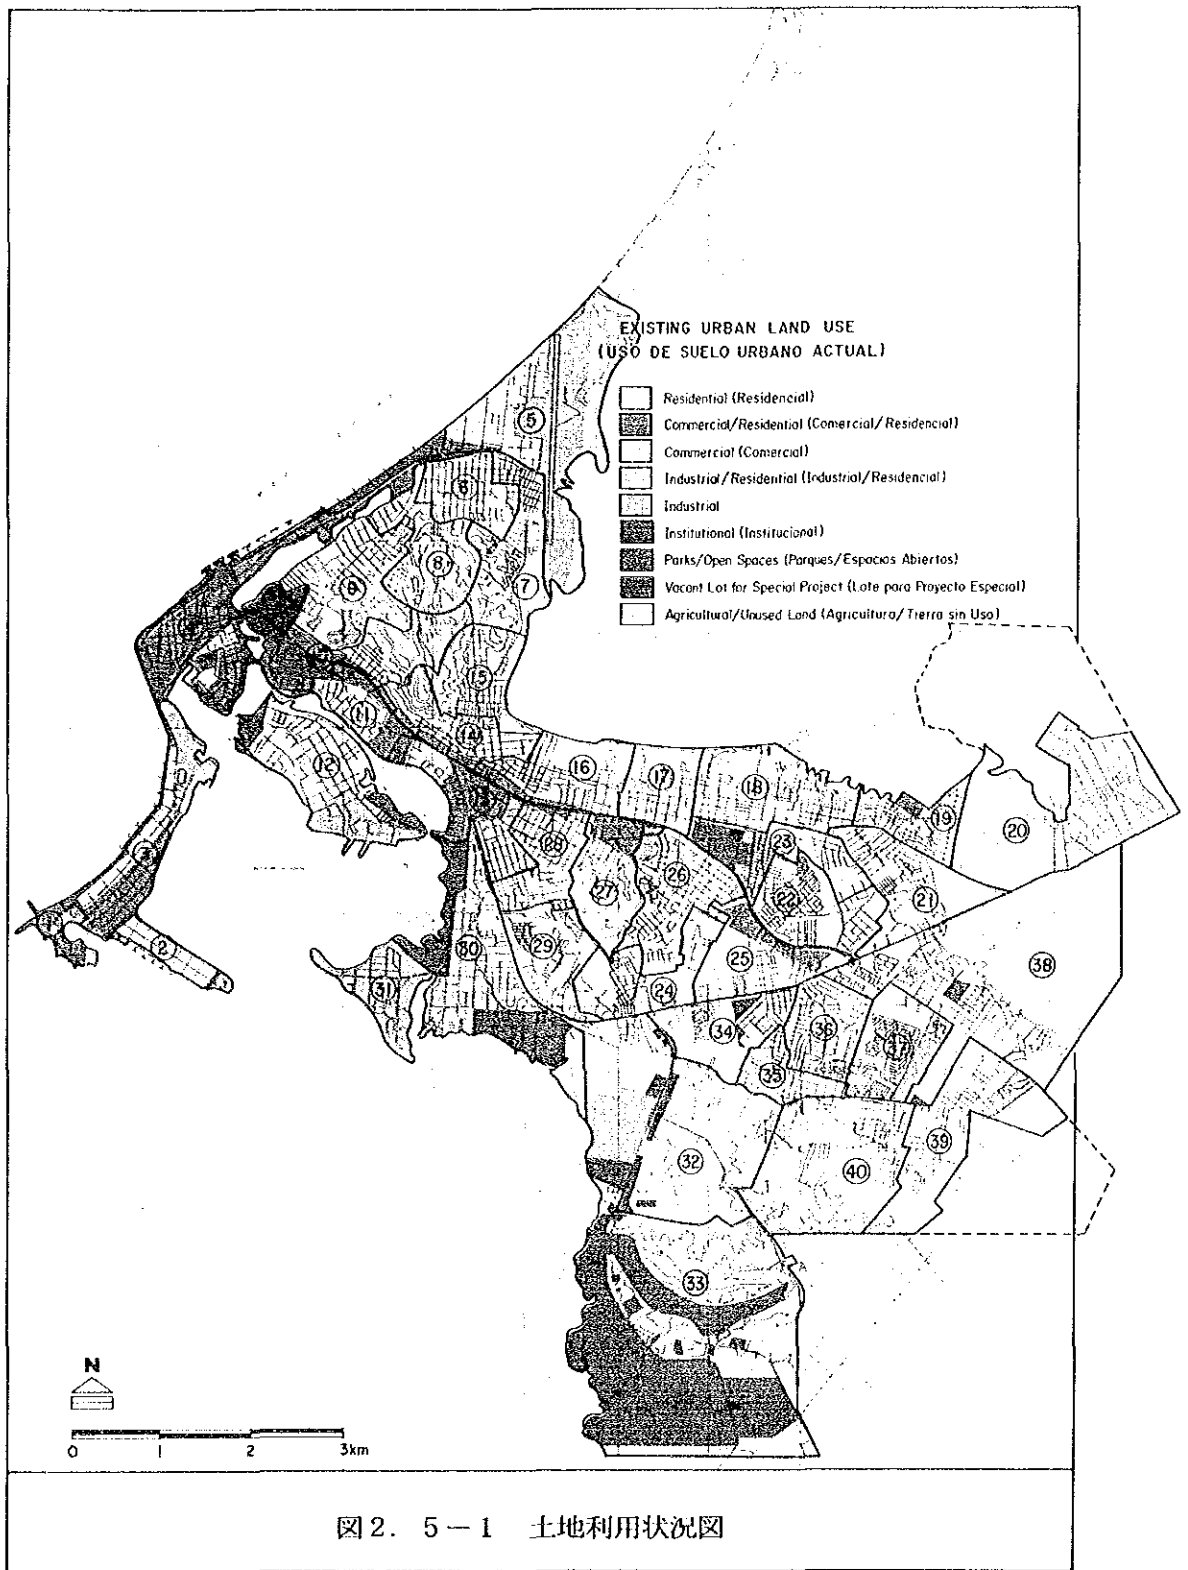 EXISTING URBAN LAND USE
(USO DE SUELO URBANO ACTUAL)
Residential (Residencial)
Commercial/Residential (Comercial/Residencial)
Commercial (Comercial)
Industrial/Residential (Industrial/Residencial)
Industrial
Institutional (Institucional)
Parks/Open Spaces (Parques/Espacios Abiertos)
Vacant Lot for Special Project (Lote para Proyecto Especial)
Agricultural/Unused Land (Agricultura/Tierra sin Uso)
5
6
8
7
15
11
14
12
16
17
18
19
20
23
28
26
27
22
21
3
2
30
29
25
24
38
31
34
36
37
35
32
40
39
33
N
0 1 2 3km
図2. 5-1 土地利用状況図